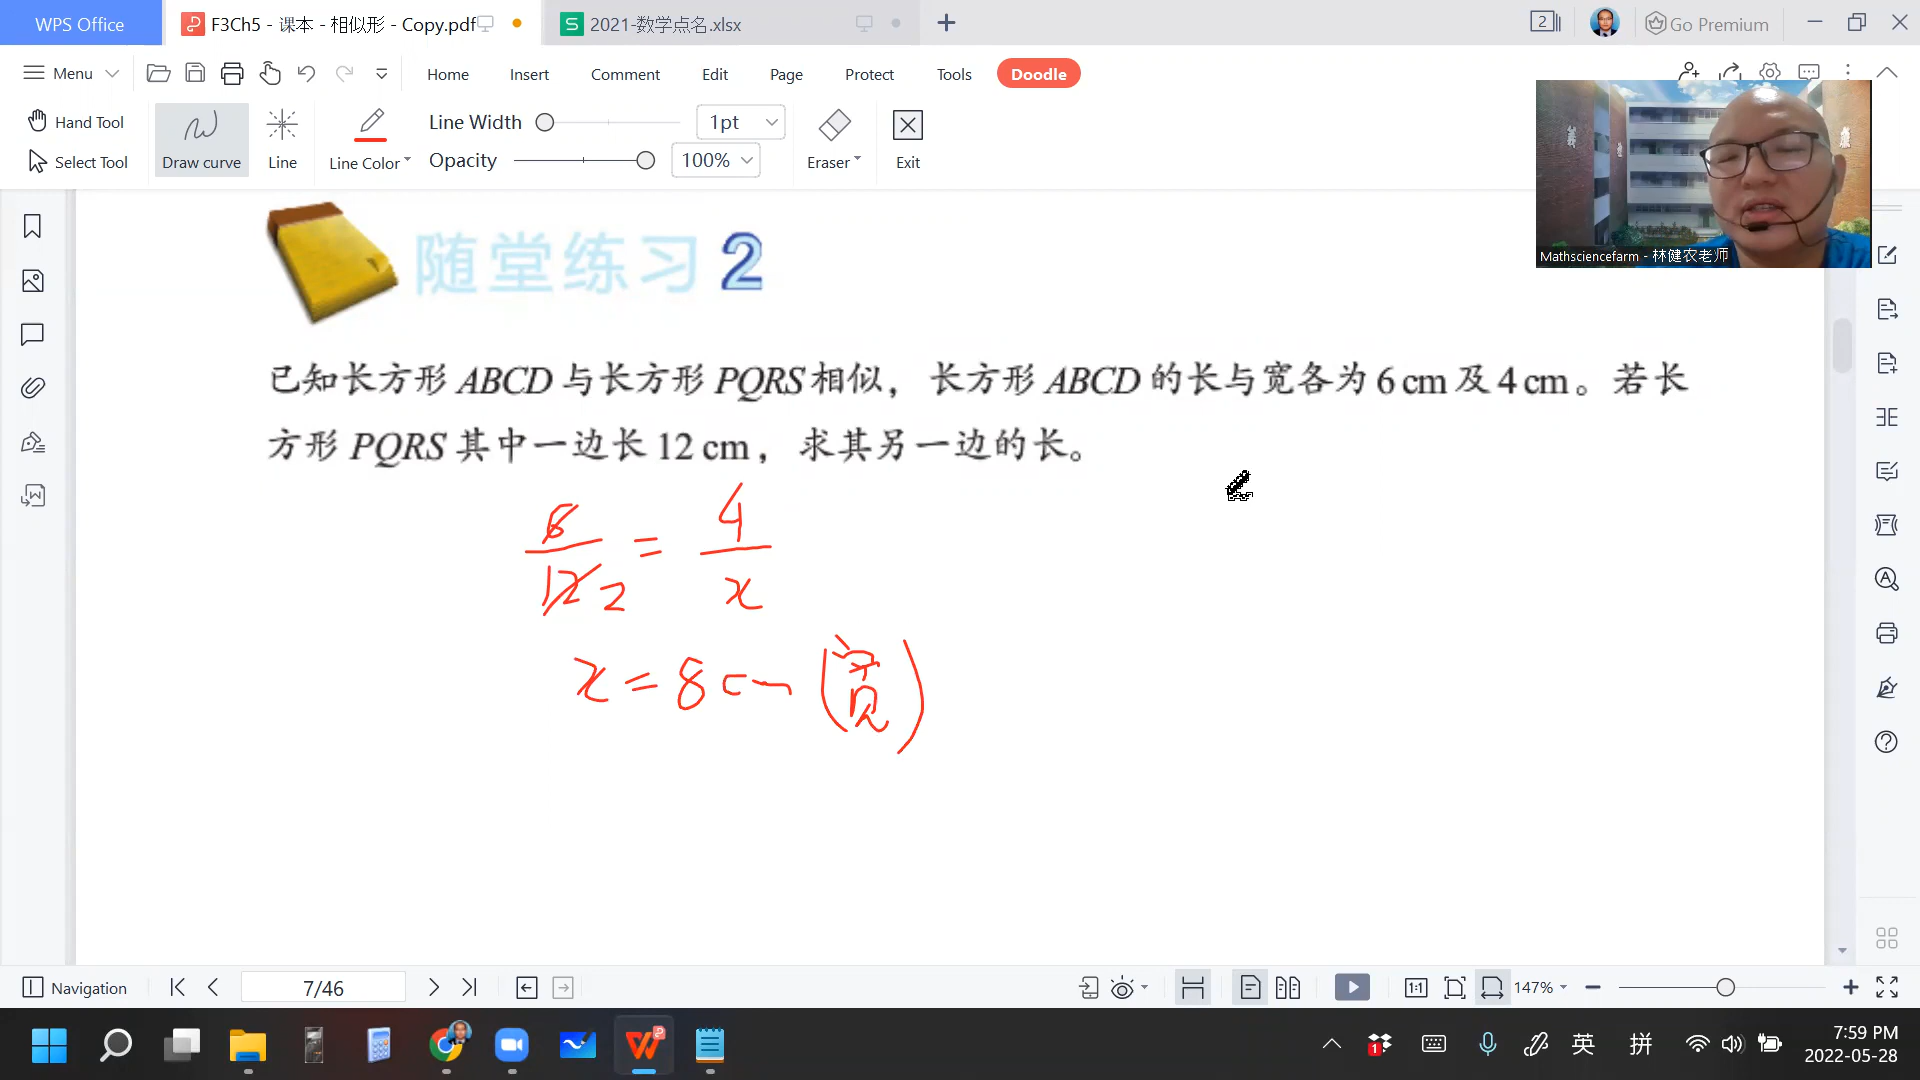 WPS Office
F3Ch5 - 课本 - 相似形 - Copy.pdf
2021-数学点名.xlsx
2
Go Premium
Menu
Home
Insert
Comment
Edit
Page
Protect
Tools
Doodle
Hand Tool
Select Tool
Draw curve
Line
Line Color
Line Width
1pt
Opacity
100%
Eraser
Exit
Mathsciencefarm - 林健农老师
随堂练习 2
已知长方形 ABCD 与长方形 PQRS 相似，长方形 ABCD 的长与宽各为 6 cm 及 4 cm。若长
方形 PQRS 其中一边长 12 cm，求其另一边的长。
6 = 4
12 2 x
x = 8 cm (宽)
Navigation
7/46
1:1
147%
1
英
拼
7:59 PM
2022-05-28